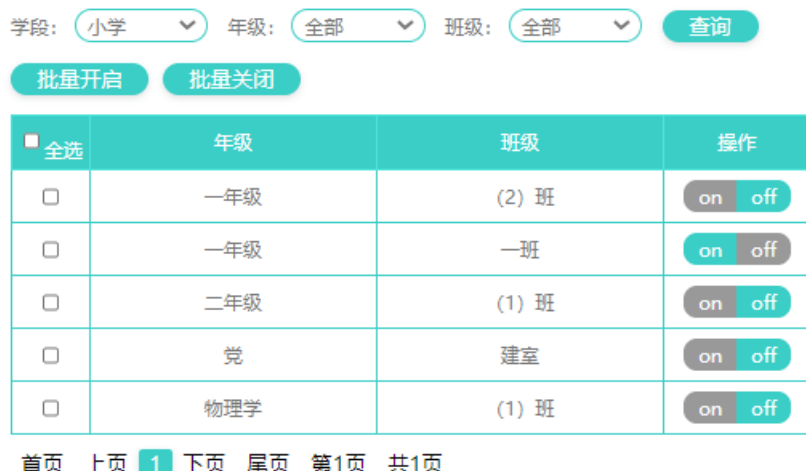 学段: 小学 年级: 全部 班级: 全部 查询
批量开启 批量关闭
全选 年级 班级 操作
一年级 (2) 班 on off
一年级 一班 on off
二年级 (1) 班 on off
党 建室 on off
物理学 (1) 班 on off
首页 上页 1 下页 尾页 第1页 共1页